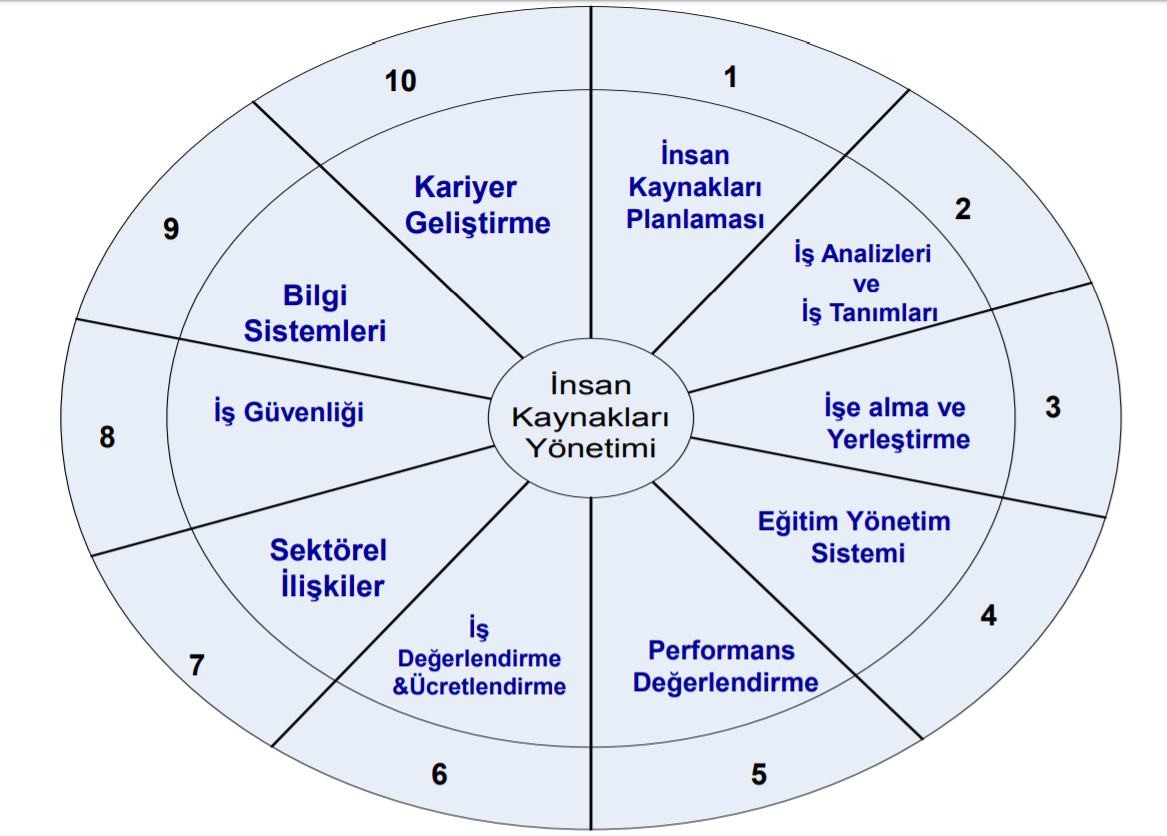 İnsan
Kaynakları
Yönetimi
1
İnsan
Kaynakları
Planlaması
2
İş Analizleri
ve
İş Tanımları
3
İşe alma ve
Yerleştirme
4
Eğitim Yönetim
Sistemi
5
Performans
Değerlendirme
6
İş
Değerlendirme
&Ücretlendirme
7
Sektörel
İlişkiler
8
İş Güvenliği
9
Bilgi
Sistemleri
10
Kariyer
Geliştirme